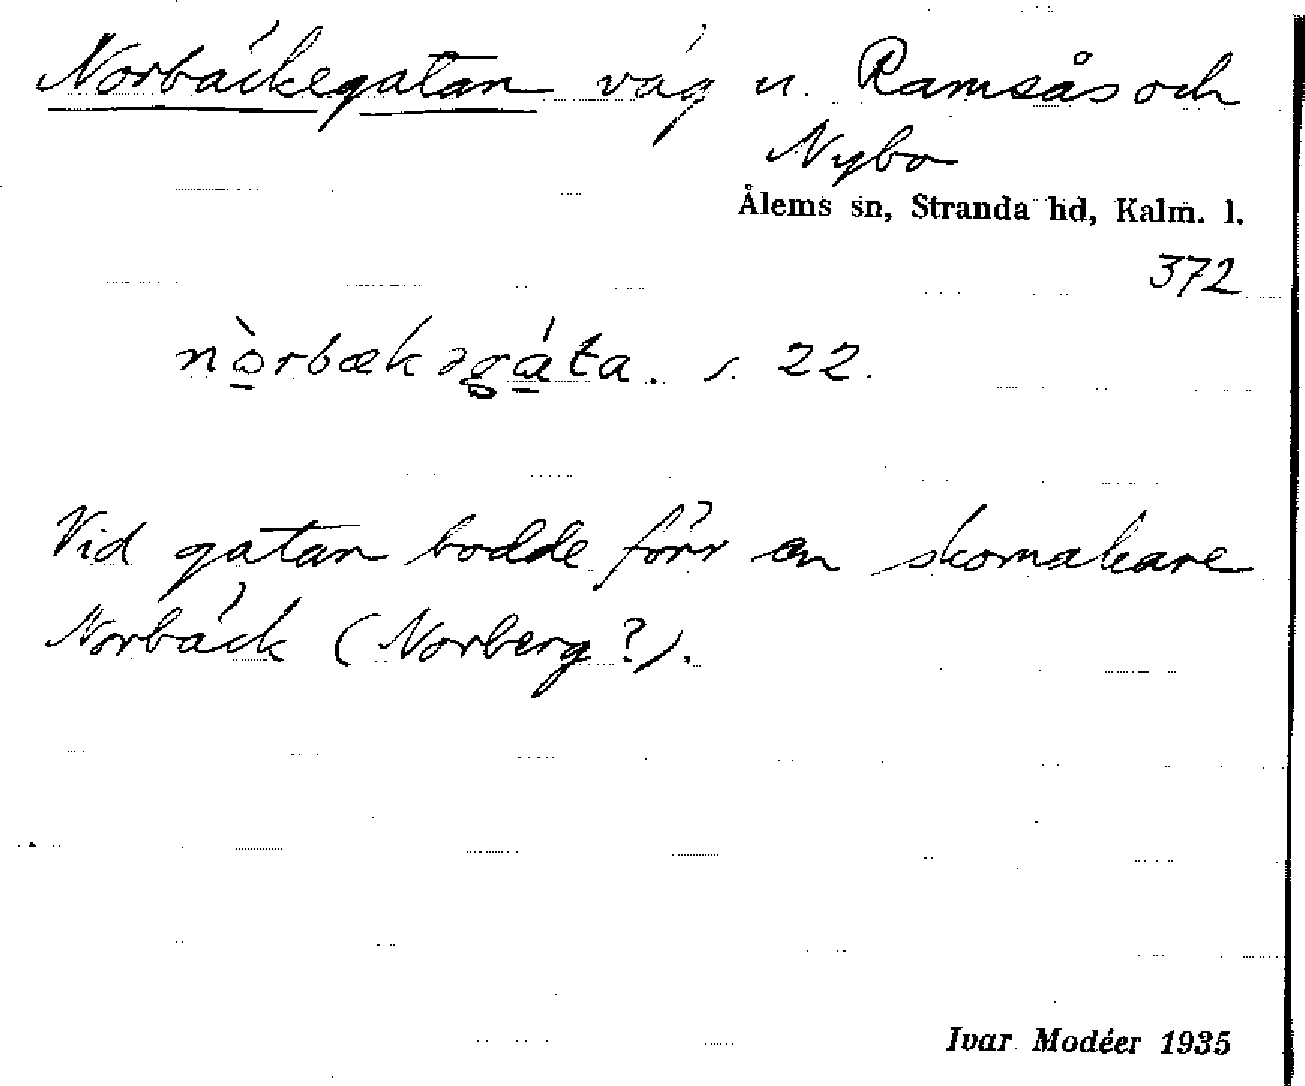 Norbäckegatan väg u. Ramsås och
Nybo
Ålems sn, Stranda hd, Kalm. l.
372
nòrbækəgáta. s. 22.
Vid gatan bodde förr en skomakare
Norbäck (Norberg?).
Ivar Modéer 1935